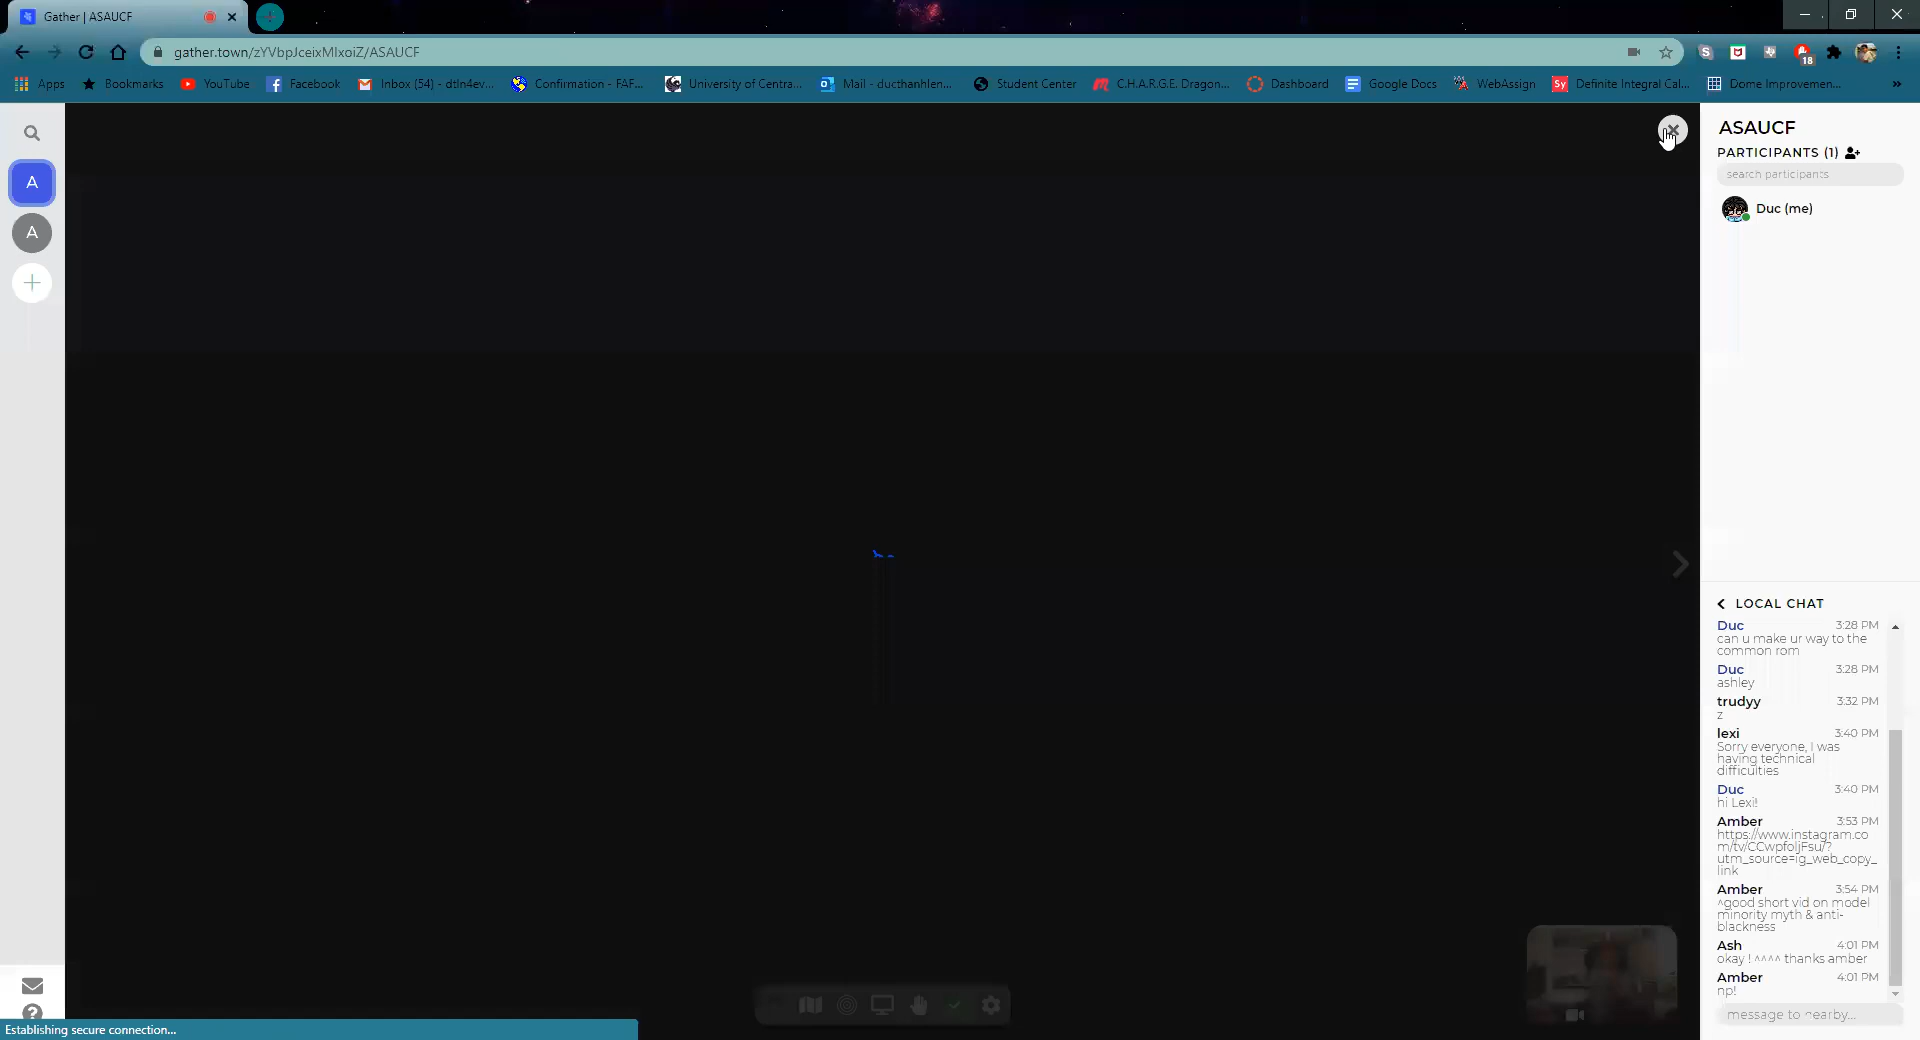 Gather | ASAUCF
gather.town/zYVbpJceixMIxoiZ/ASAUCF
18
Apps
Bookmarks
YouTube
Facebook
Inbox (54) - dtln4ev...
Confirmation - FAF...
University of Centra...
Mail - ducthanhlen...
Student Center
C.H.A.R.G.E. Dragon...
Dashboard
Google Docs
WebAssign
Sy
Definite Integral Cal...
Dome Improvemen...
»
A
A
ASAUCF
PARTICIPANTS (1)
search participants
Duc (me)
LOCAL CHAT
Duc 3:28 PM
can u make ur way to the
common rom
Duc 3:28 PM
ashley
trudyy 3:32 PM
z
lexi 3:40 PM
Sorry everyone, I was
having technical
difficulties
Duc 3:40 PM
hi Lexi!
Amber 3:53 PM
https://www.instagram.co
m/tv/CCwpfoljFsu/?
utm_source=ig_web_copy_
link
Amber 3:54 PM
^good short vid on model
minority myth & anti-
blackness
Ash 4:01 PM
okay ! ^^^^ thanks amber
Amber 4:01 PM
np!
message to nearby...
Establishing secure connection...